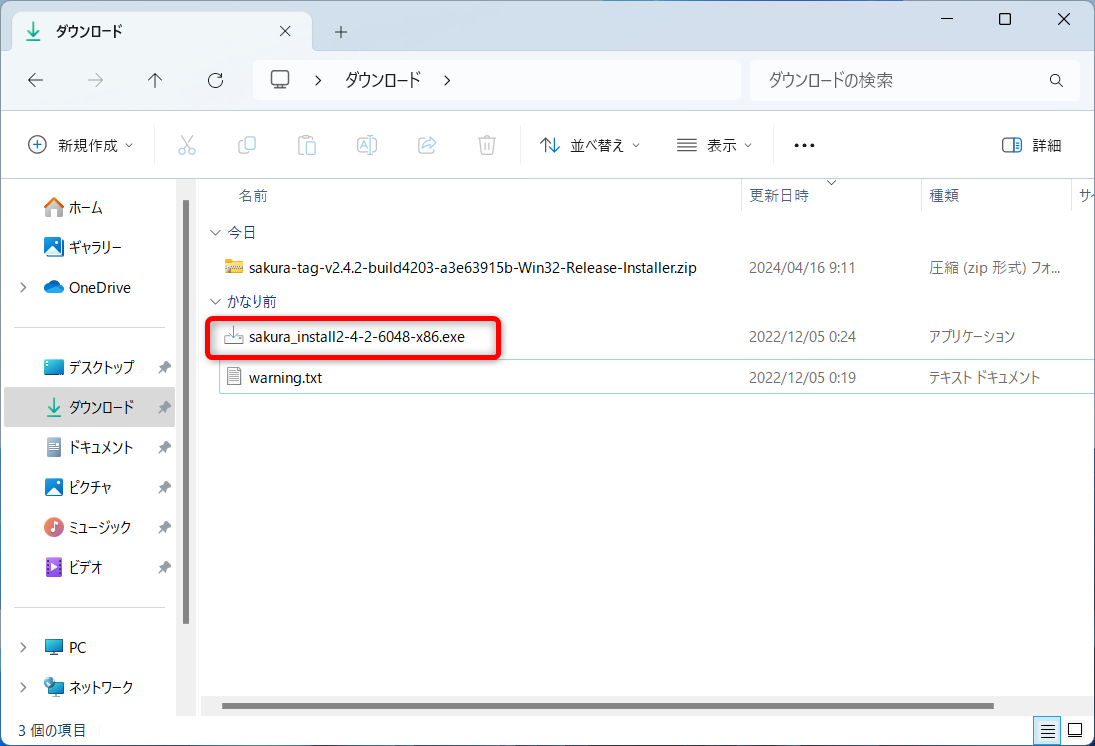 ダウンロード
ダウンロード
ダウンロードの検索
新規作成
並べ替え
表示
詳細
名前
更新日時
種類
サイ
今日
sakura-tag-v2.4.2-build4203-a3e63915b-Win32-Release-Installer.zip 2024/04/16 9:11 圧縮 (zip 形式) フォ...
かなり前
sakura_install2-4-2-6048-x86.exe 2022/12/05 0:24 アプリケーション
warning.txt 2022/12/05 0:19 テキスト ドキュメント
ホーム
ギャラリー
OneDrive
デスクトップ
ダウンロード
ドキュメント
ピクチャ
ミュージック
ビデオ
PC
ネットワーク
3 個の項目